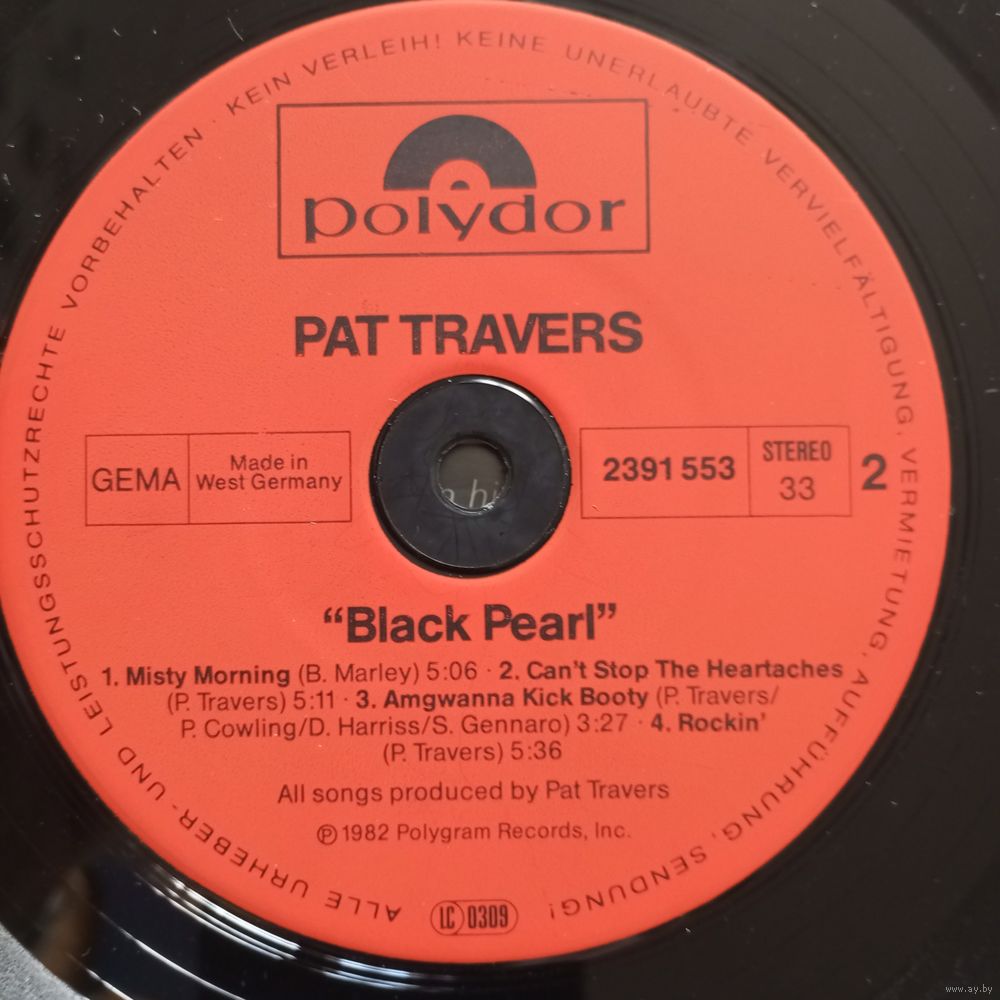 ALLE URHEBER- UND LEISTUNGSSCHUTZRECHTE VORBEHALTEN · KEIN VERLEIH! KEINE UNERLAUBTE VERVIELFÄLTIGUNG, VERMIETUNG, AUFFÜHRUNG, SENDUNG!
polydor
PAT TRAVERS
GEMA
Made in
West Germany
2391 553
STEREO
33
2
“Black Pearl”
1. Misty Morning (B. Marley) 5:06 · 2. Can't Stop The Heartaches
(P. Travers) 5:11 · 3. Amgwanna Kick Booty (P. Travers/
P. Cowling/D. Harriss/S. Gennaro) 3:27 · 4. Rockin'
(P. Travers) 5:36
All songs produced by Pat Travers
℗ 1982 Polygram Records, Inc.
LC 0309
www.ay.by